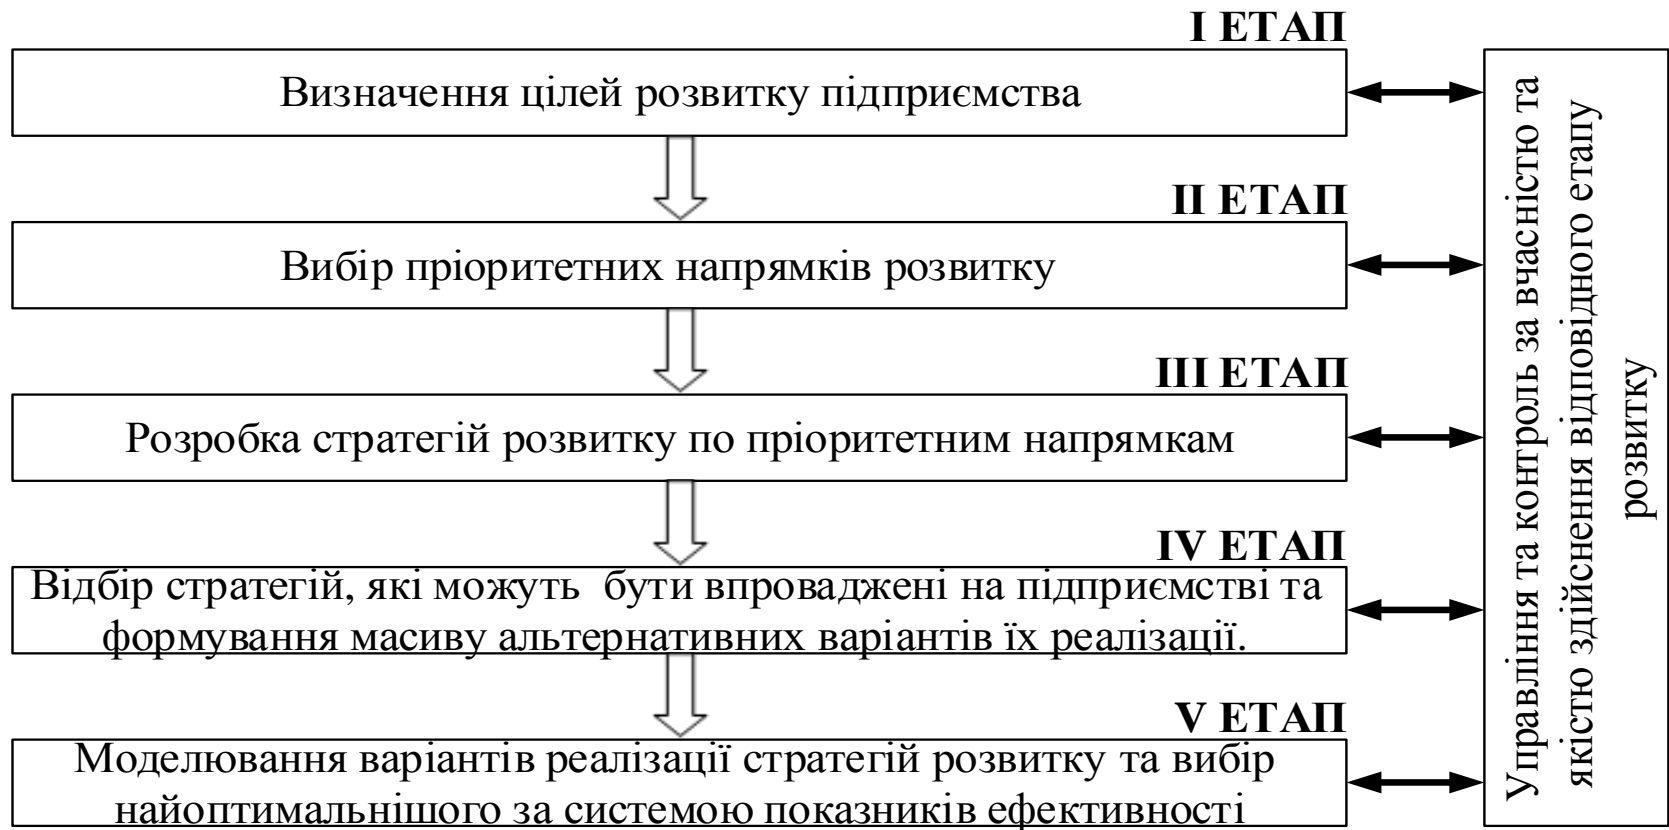 I ЕТАП
Визначення цілей розвитку підприємства
II ЕТАП
Вибір пріоритетних напрямків розвитку
III ЕТАП
Розробка стратегій розвитку по пріоритетним напрямкам
IV ЕТАП
Відбір стратегій, які можуть  бути впроваджені на підприємстві та
формування масиву альтернативних варіантів їх реалізації.
V ЕТАП
Моделювання варіантів реалізації стратегій розвитку та вибір
найоптимальнішого за системою показників ефективності
Управління та контроль за вчасністю та
якістю здійснення відповідного етапу
розвитку